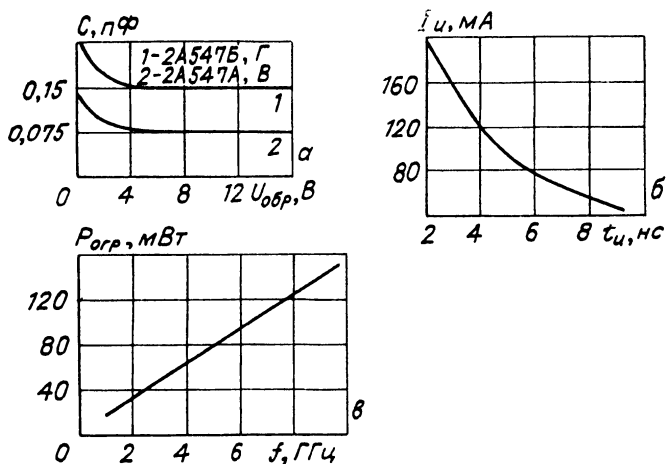 C, пФ
1-2А547Б, Г
2-2А547А, В
0,15
0,075
1
2
а
0 4 8 12 Uобр, В
Iи, мА
160
120
80
б
2 4 6 8 tи, нс
Pогр, мВт
120
80
40
в
0 2 4 6 f, ГГц